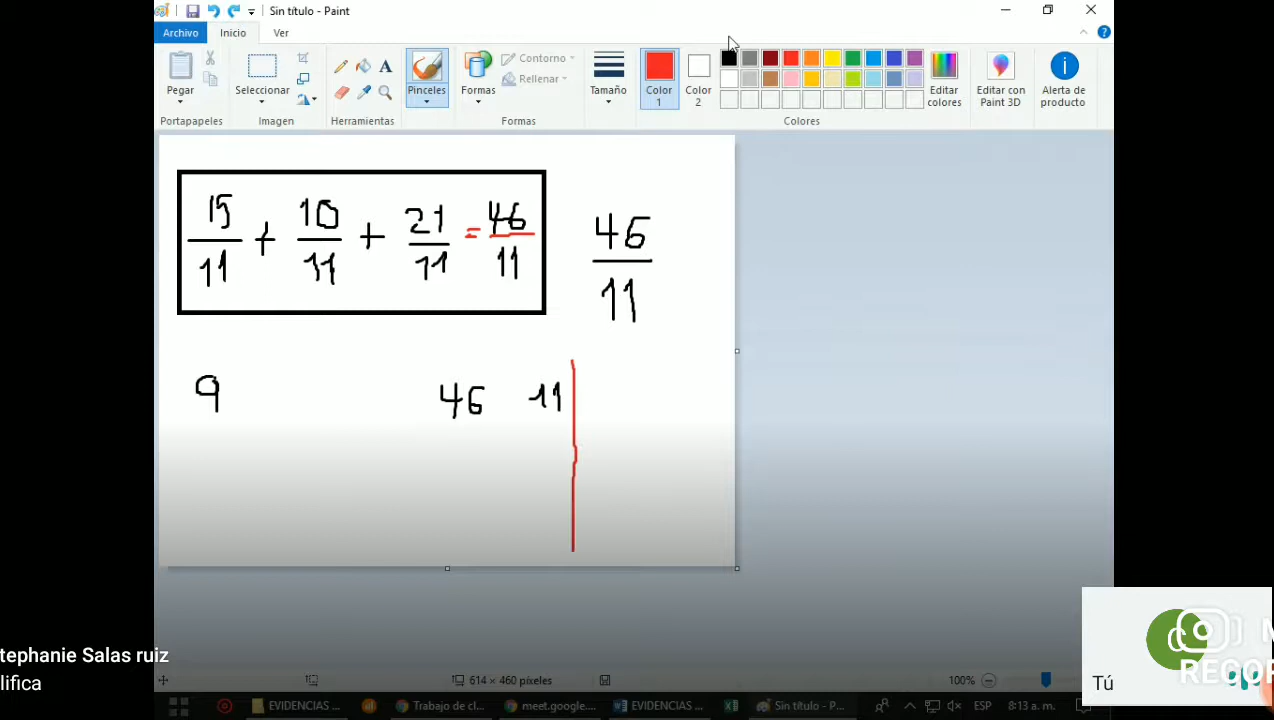 Sin título - Paint
Archivo Inicio Ver
Pegar Seleccionar Pinceles Formas Contorno Rellenar Tamaño Color 1 Color 2 Editar colores Editar con Paint 3D Alerta de producto
Portapapeles Imagen Herramientas Formas Colores
15/11 + 10/11 + 21/11 = 46/11
46/11
9 46 11
tephanie Salas ruiz
lifica
Tú
614 × 460 píxeles 100%
EVIDENCIAS ... Trabajo de cl... meet.google.... EVIDENCIAS ... Sin título - P... ESP 8:13 a. m.